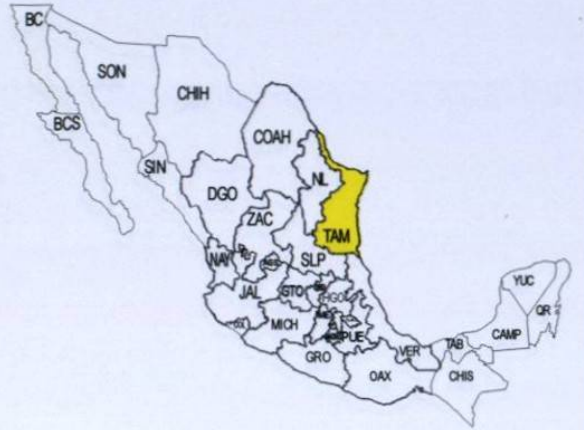 BC
SON
CHIH
BCS
COAH
SIN
NL
DGO
ZAC
TAM
NAY
SLP
JAL
GTO
HGO
MICH
PUE
GRO
VER
OAX
TAB
CHIS
CAMP
YUC
QR